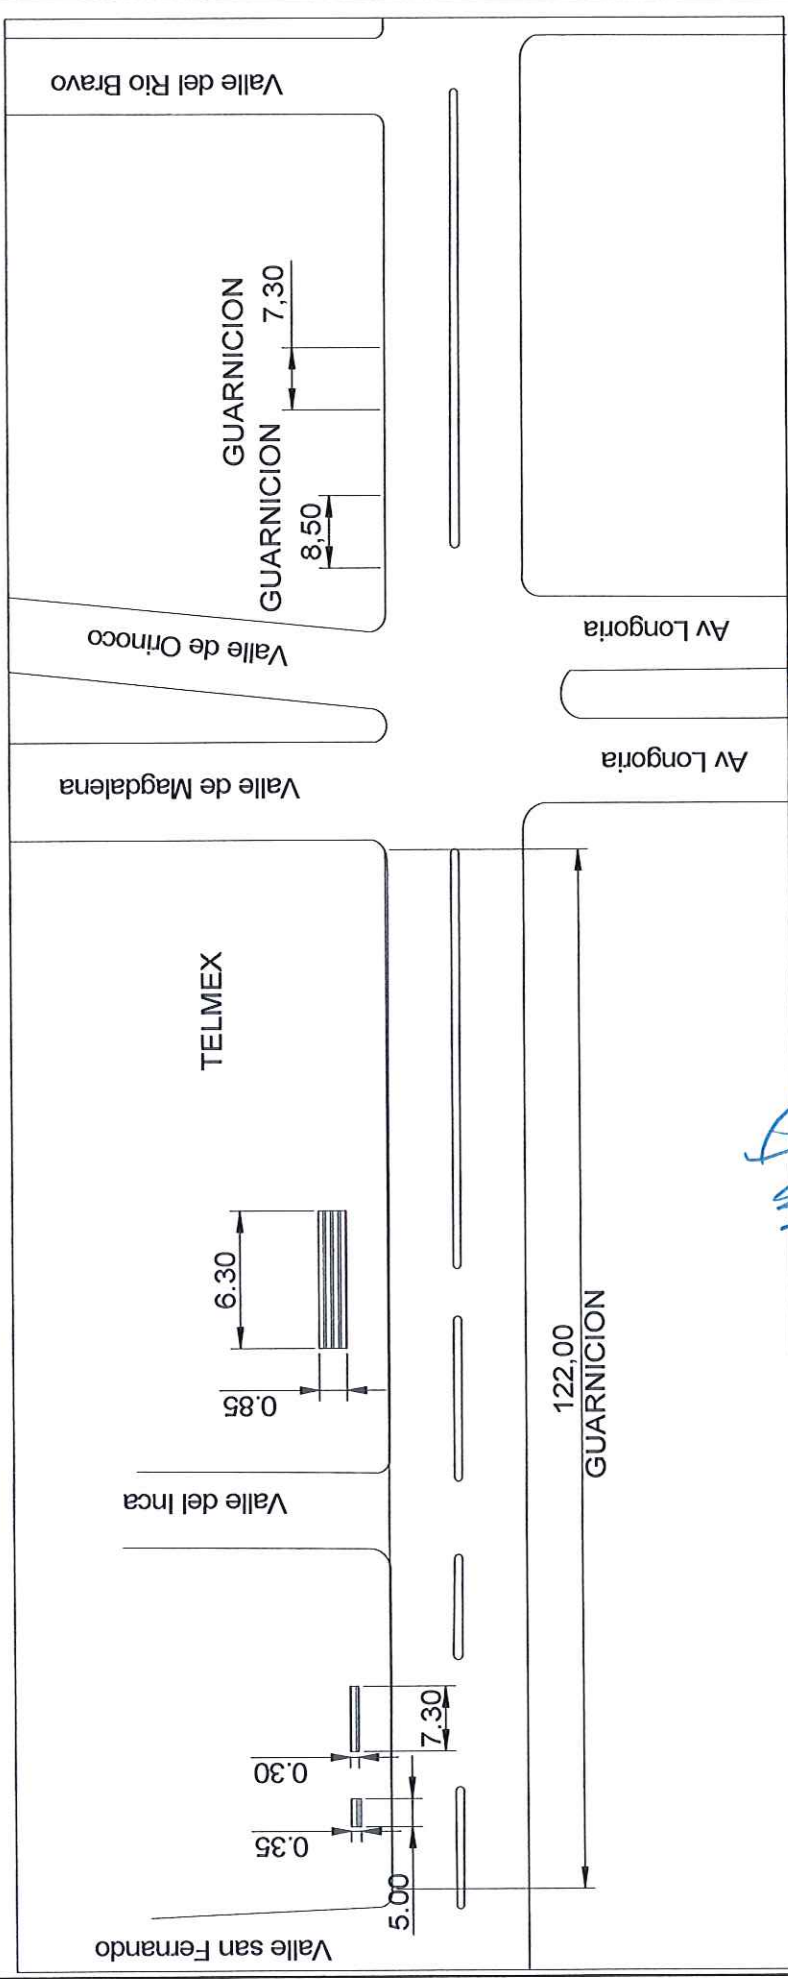 Valle del Rio Bravo
GUARNICION
7,30
GUARNICION
8,50
Valle de Orinoco
Av Longoria
Valle de Magdalena
Av Longoria
TELMEX
6.30
0.85
122,00
GUARNICION
Valle del Inca
7.30
0.30
0.35
5.00
Valle san Fernando